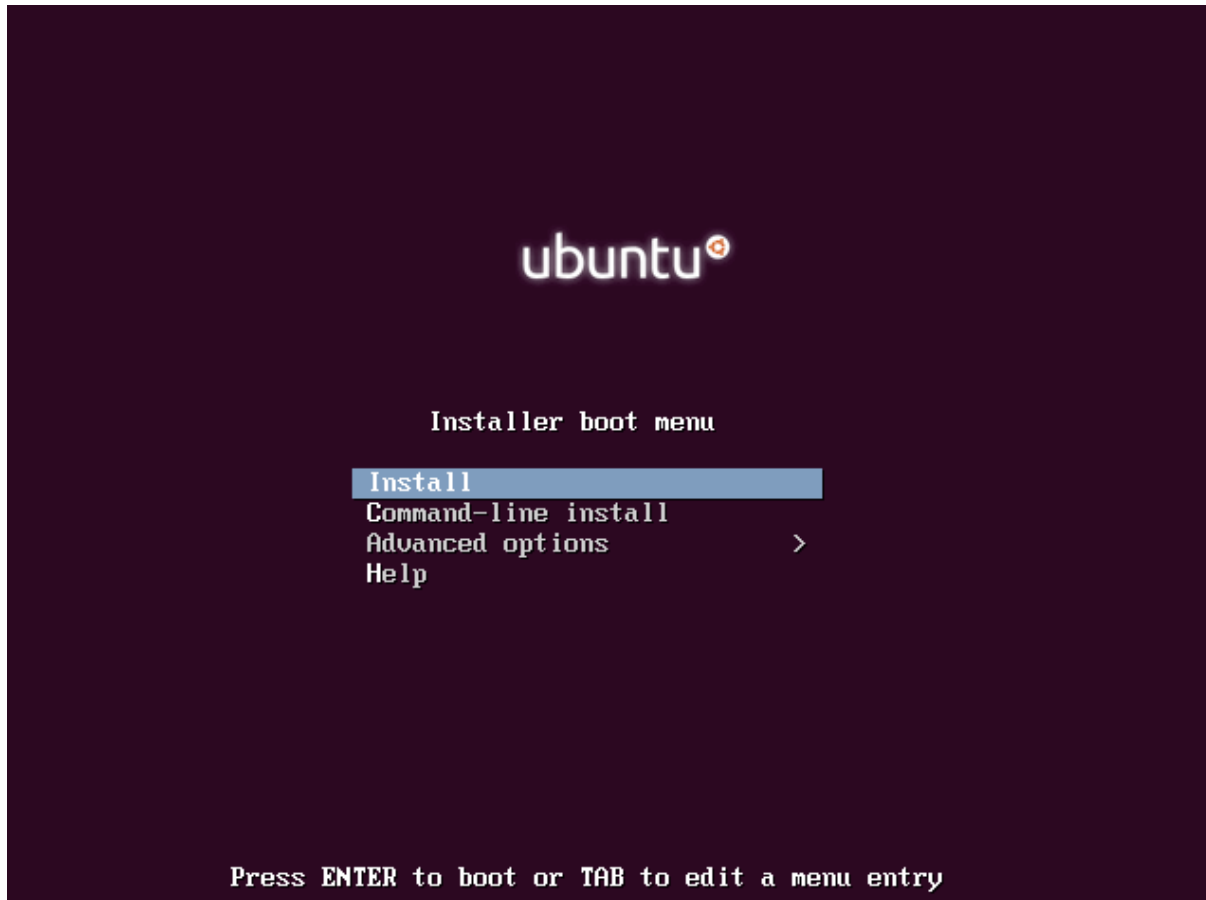 ubuntu
Installer boot menu
Install
Command-line install
Advanced options >
Help
Press ENTER to boot or TAB to edit a menu entry